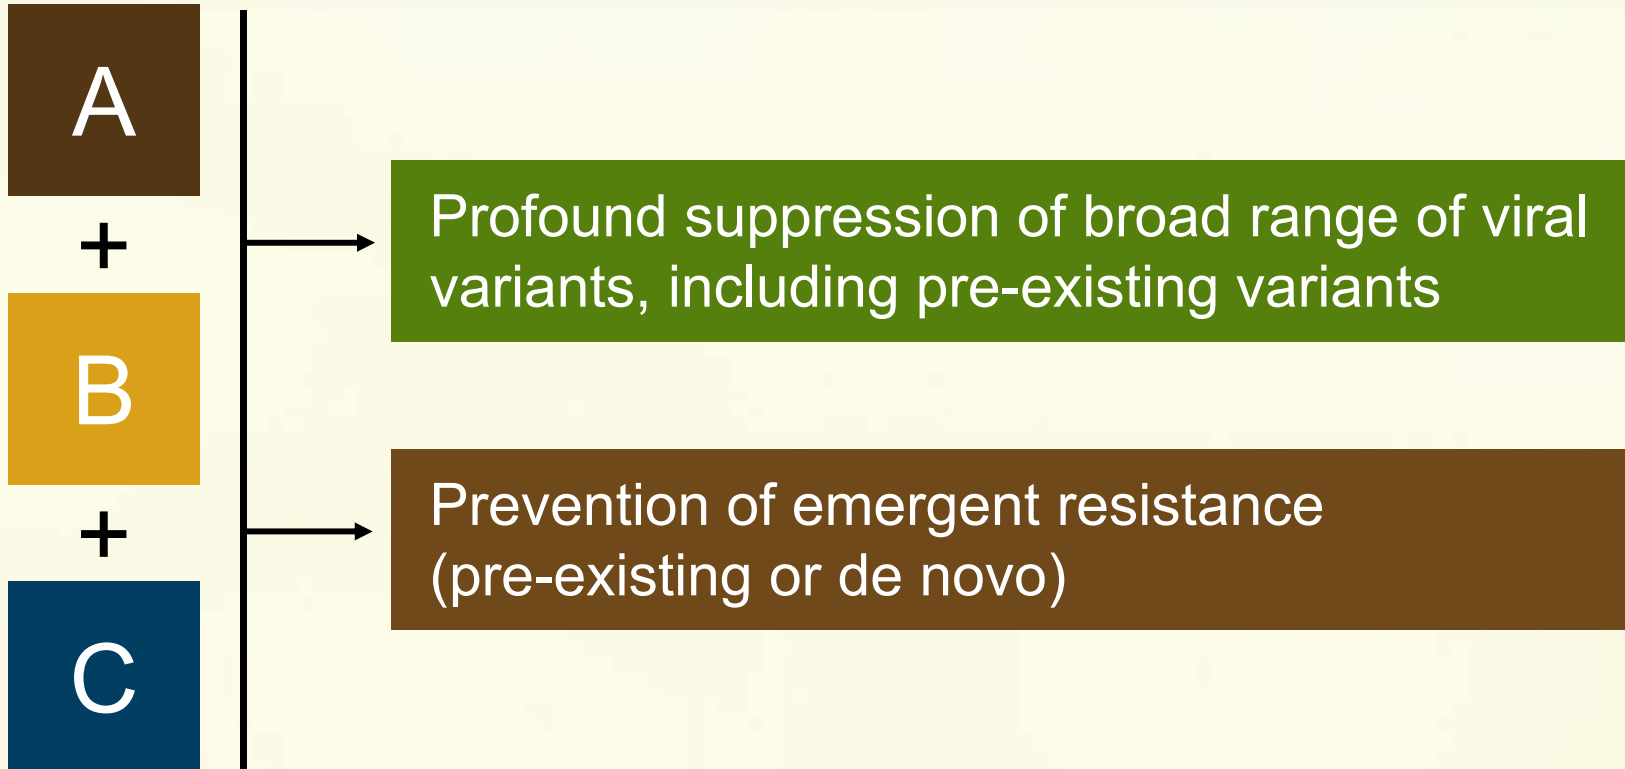 A
+
B
+
C
Profound suppression of broad range of viral
variants, including pre-existing variants
Prevention of emergent resistance
(pre-existing or de novo)